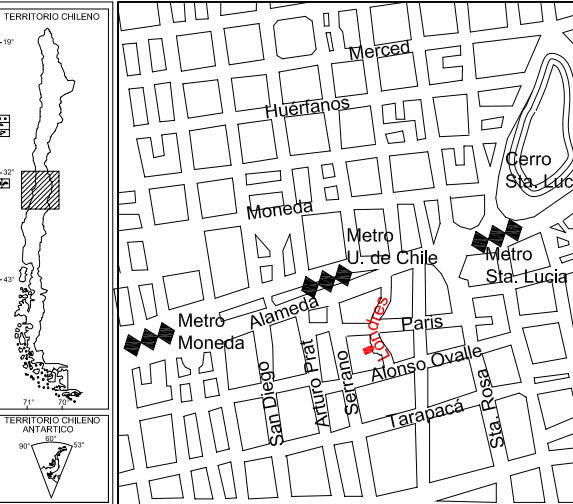 TERRITORIO CHILENO
19°
32°
43°
71°
70°
TERRITORIO CHILENO
ANTARTICO
90°
60°
53°
Merced
Huérfanos
Cerro
Sta. Luc
Moneda
Metro
U. de Chile
Metro
Sta. Lucia
Alameda
Metro
Moneda
Londres
Paris
Alonso Ovalle
San Diego
Arturo Prat
Serrano
Tarapacá
Sta. Rosa